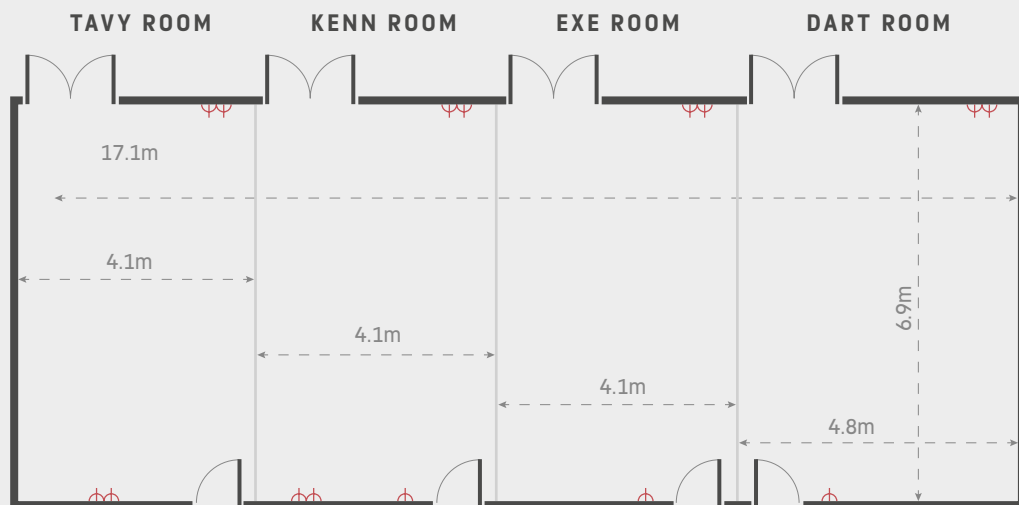 TAVY ROOM
KENN ROOM
EXE ROOM
DART ROOM
17.1m
4.1m
4.1m
4.1m
4.8m
6.9m